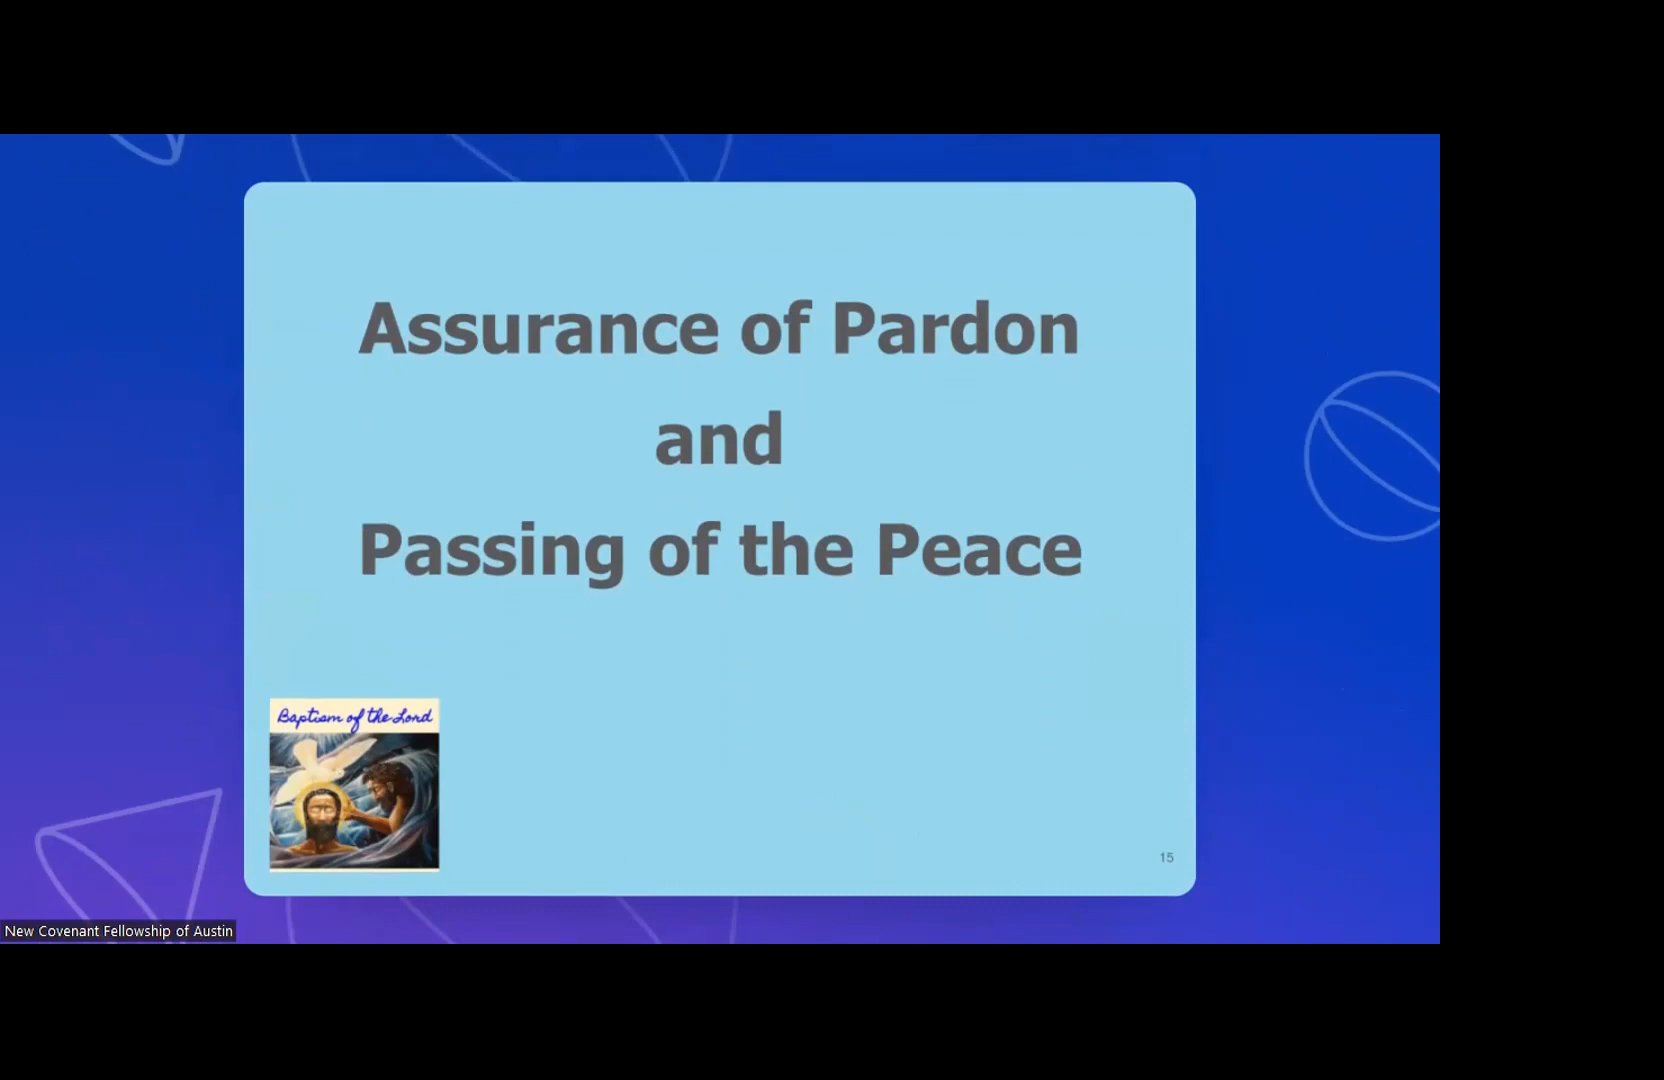 Assurance of Pardon
and
Passing of the Peace
Baptism of the Lord
15
New Covenant Fellowship of Austin